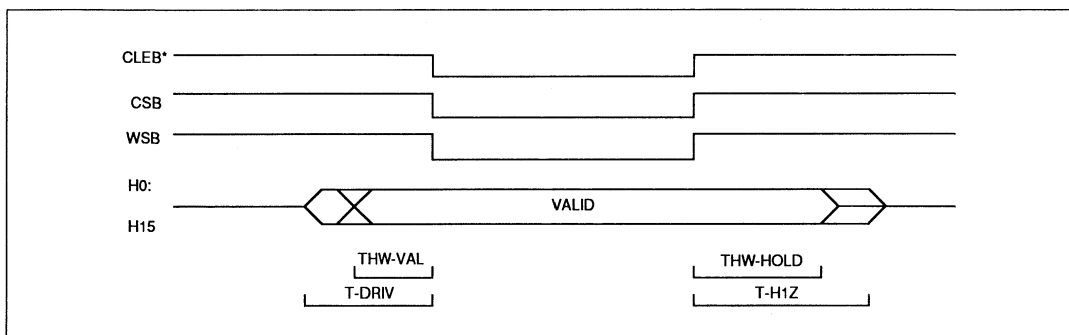 CLEB*
CSB
WSB
H0:
VALID
H15
THW-VAL THW-HOLD
T-DRIV T-H1Z